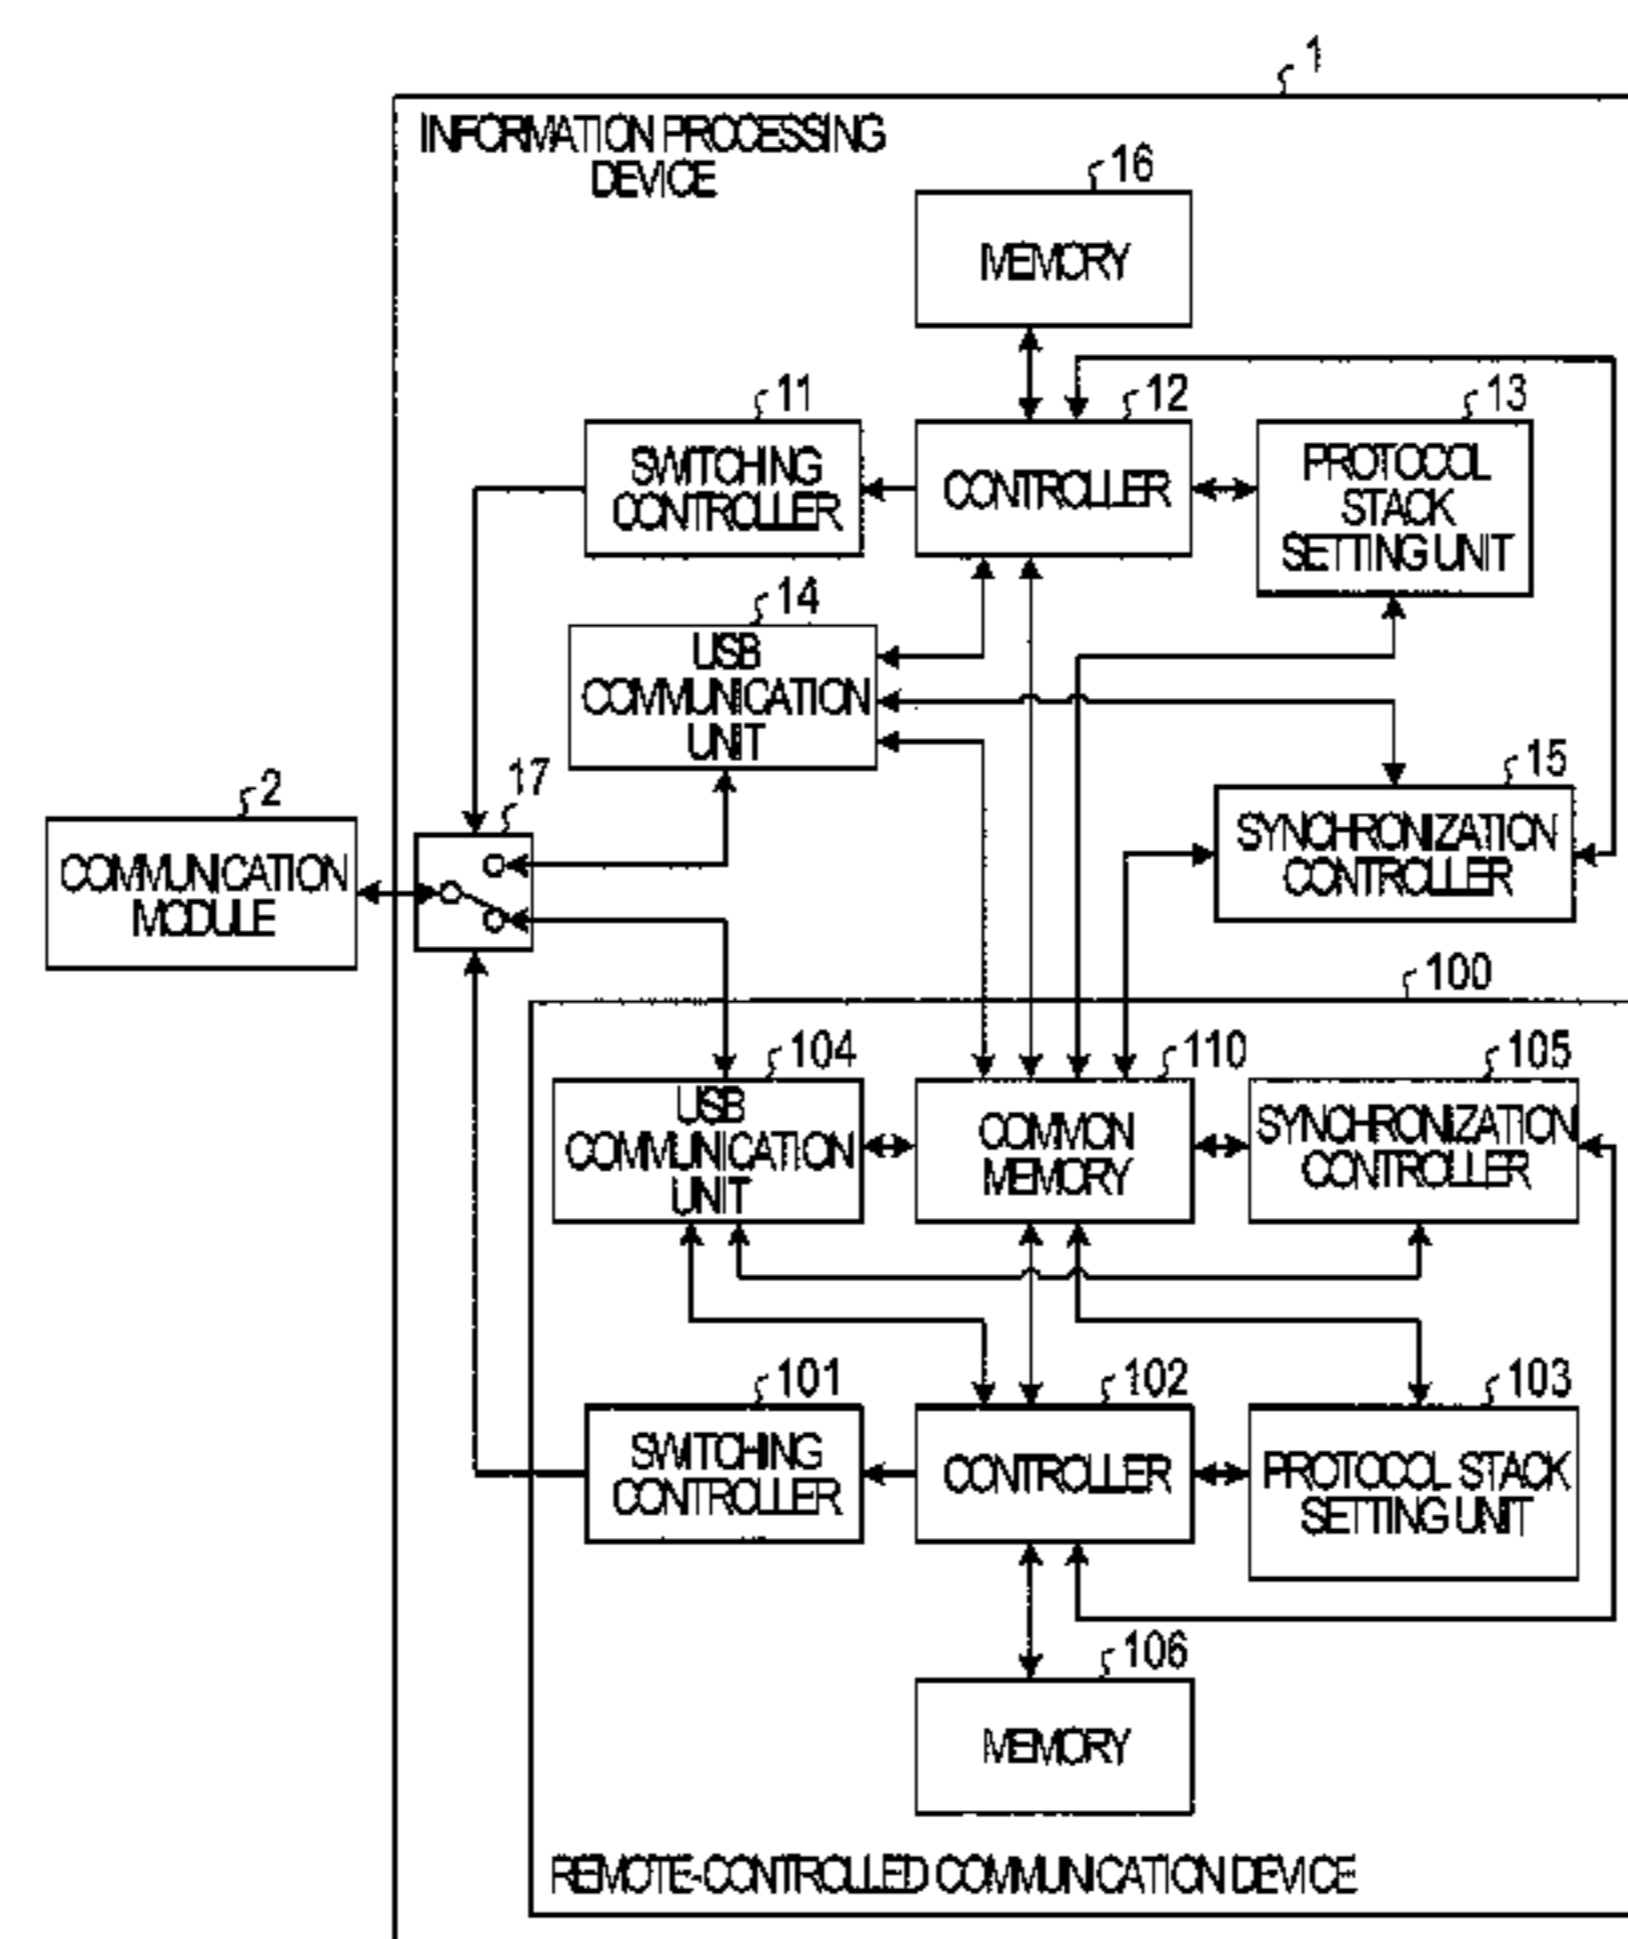 1
INFORMATION PROCESSING
DEVICE
16
MEMORY
11
12
13
SWITCHING
CONTROLLER
CONTROLLER
PROTOCOL
STACK
SETTING UNIT
14
USB
COMMUNICATION
UNIT
2
17
15
COMMUNICATION
MODULE
SYNCHRONIZATION
CONTROLLER
100
104
110
105
USB
COMMUNICATION
UNIT
COMMON
MEMORY
SYNCHRONIZATION
CONTROLLER
101
102
103
SWITCHING
CONTROLLER
CONTROLLER
PROTOCOL STACK
SETTING UNIT
106
MEMORY
REMOTE-CONTROLLED COMMUNICATION DEVICE